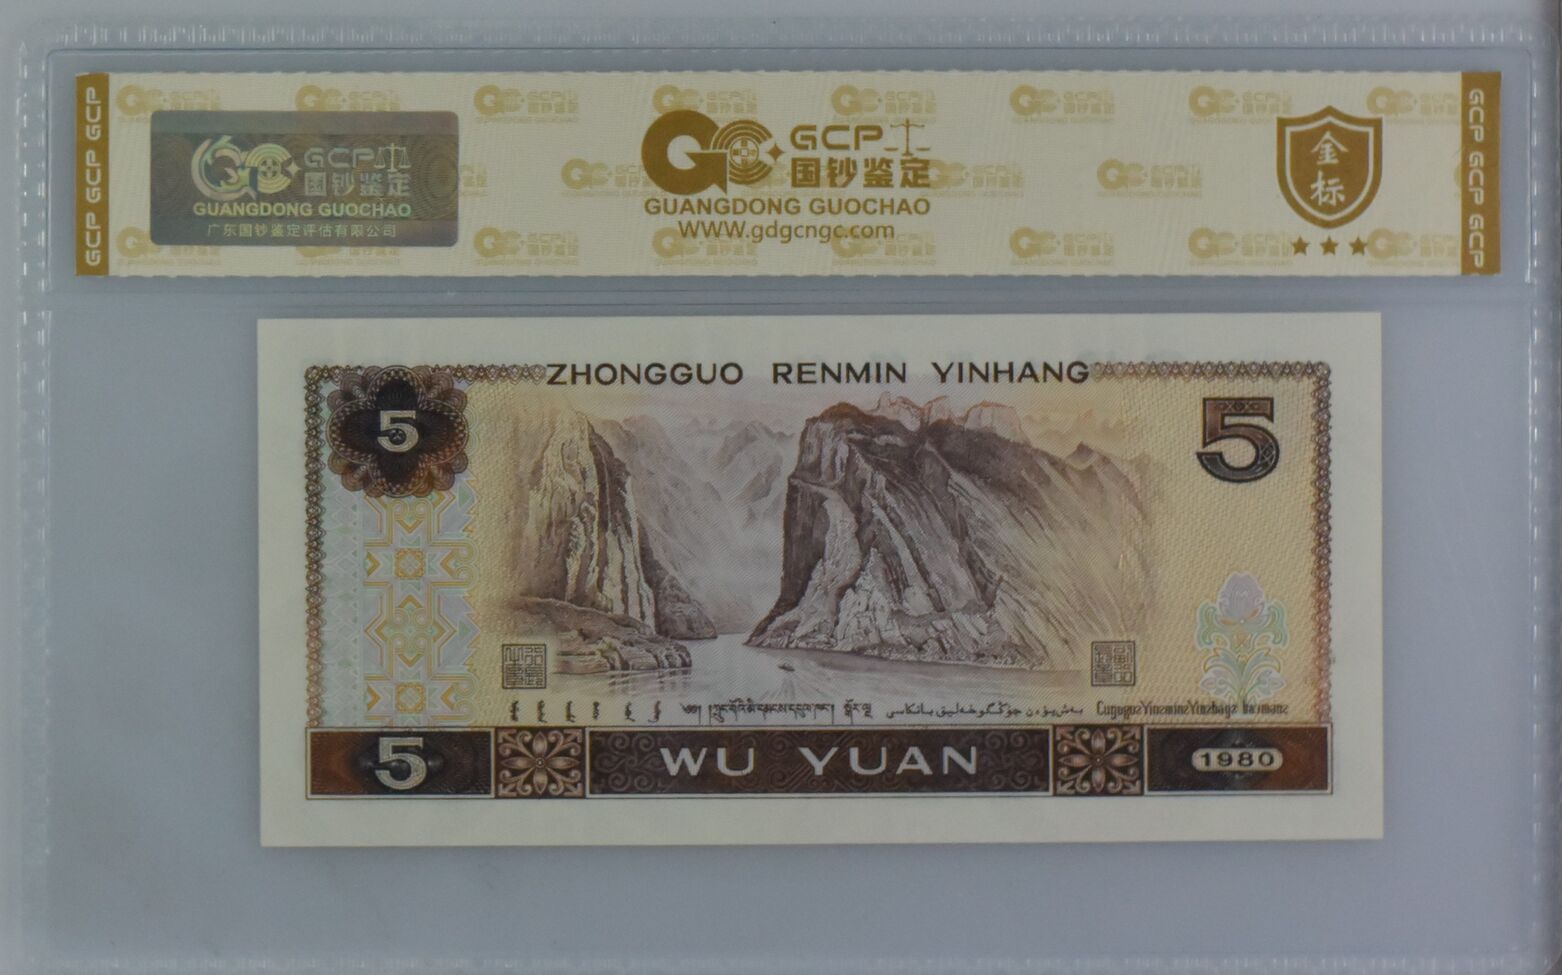 GCP GCP GCP
GCP
国钞鉴定
GUANGDONG GUOCHAO
广东国钞鉴定评估有限公司
GCP
国钞鉴定
GUANGDONG GUOCHAO
WWW.gdgcngc.com
金标
GCP GCP GCP
ZHONGGUO RENMIN YINHANG
5
5
5
WU YUAN
1980